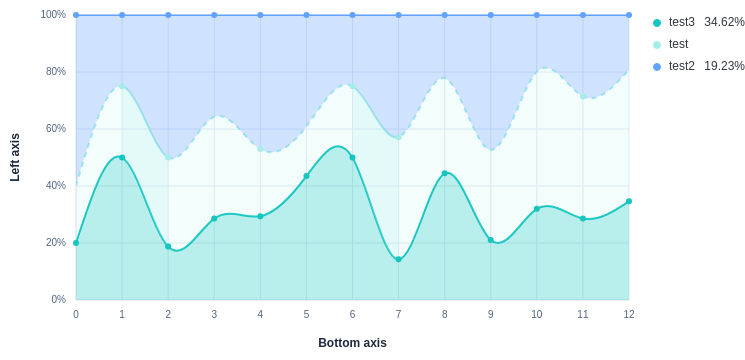 100%
80%
60%
40%
20%
0%
Left axis
0 1 2 3 4 5 6 7 8 9 10 11 12
Bottom axis
test3 34.62%
test
test2 19.23%